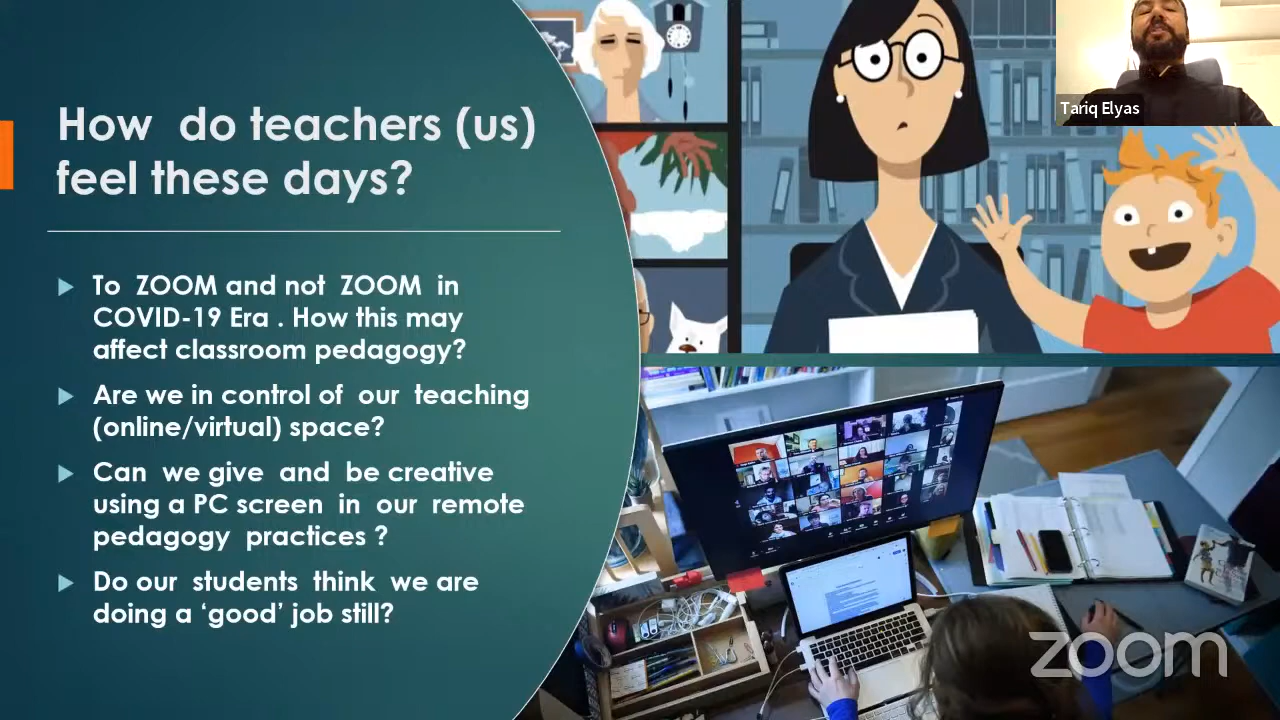 How do teachers (us)
feel these days?
To ZOOM and not ZOOM in
COVID-19 Era . How this may
affect classroom pedagogy?
Are we in control of our teaching
(online/virtual) space?
Can we give and be creative
using a PC screen in our remote
pedagogy practices ?
Do our students think we are
doing a ‘good’ job still?
Tariq Elyas
zoom